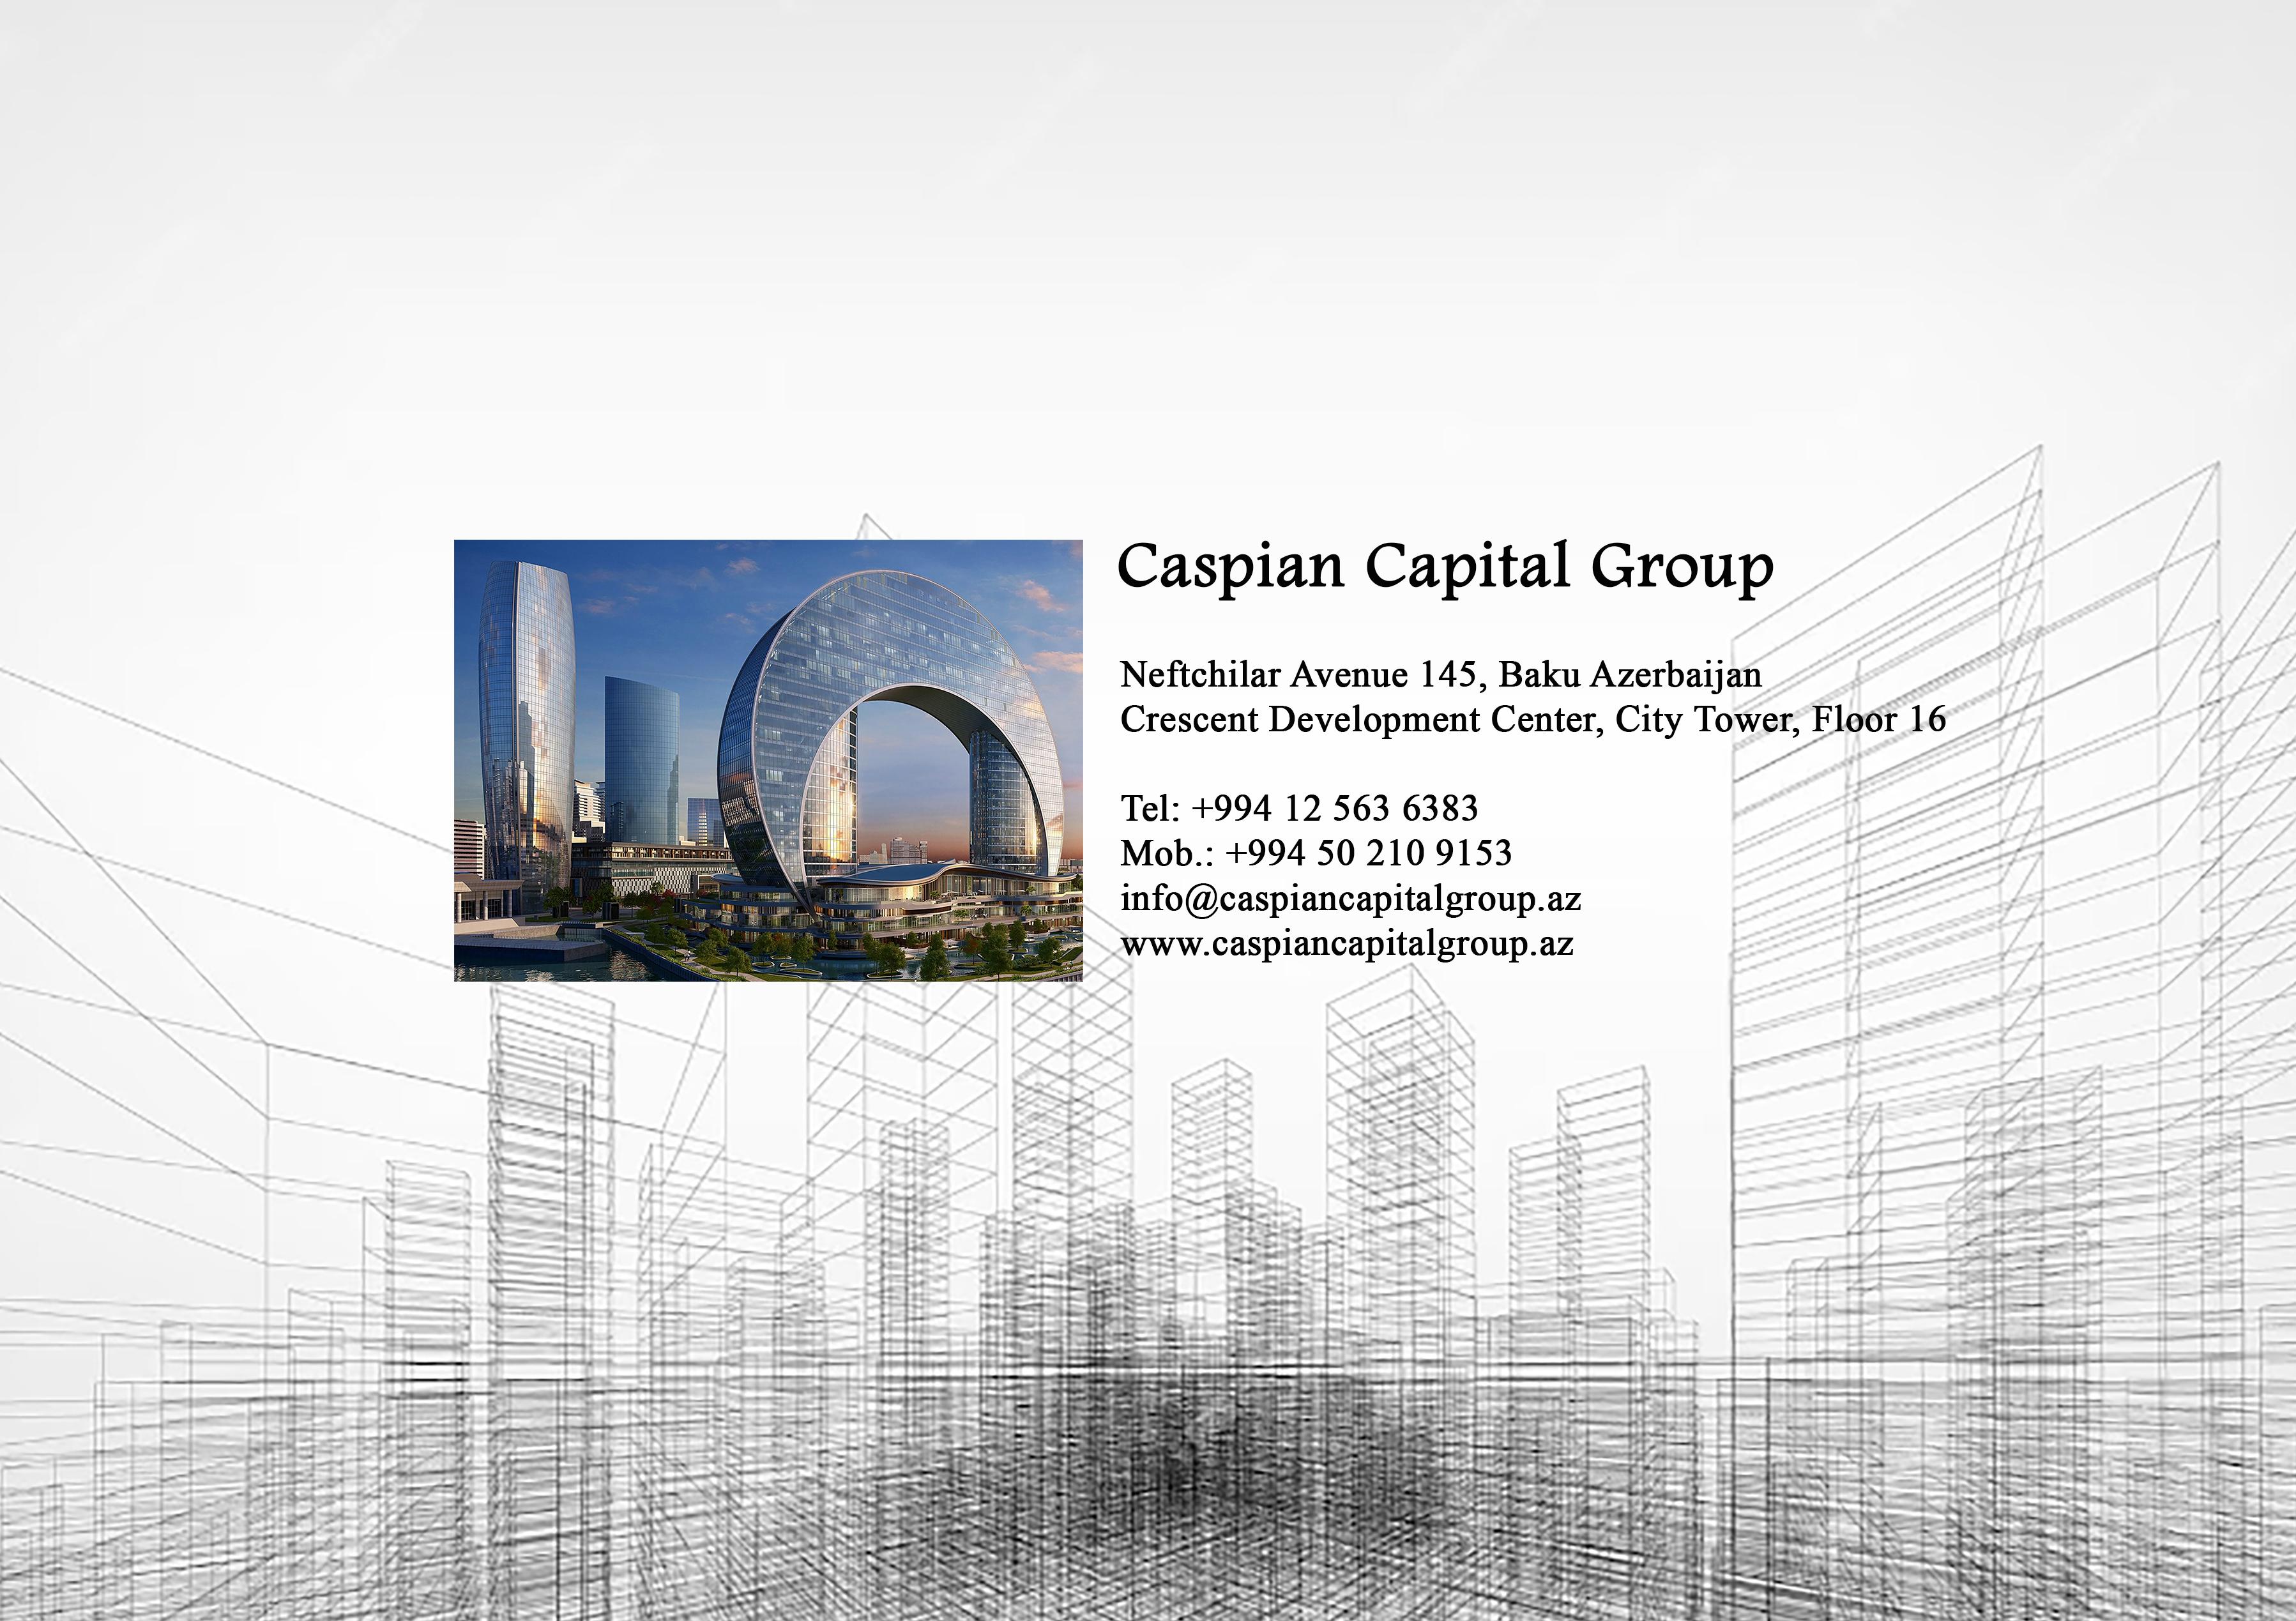 Caspian Capital Group
Neftchilar Avenue 145, Baku Azerbaijan
Crescent Development Center, City Tower, Floor 16
Tel: +994 12 563 6383
Mob.: +994 50 210 9153
info@caspiancapitalgroup.az
www.caspiancapitalgroup.az